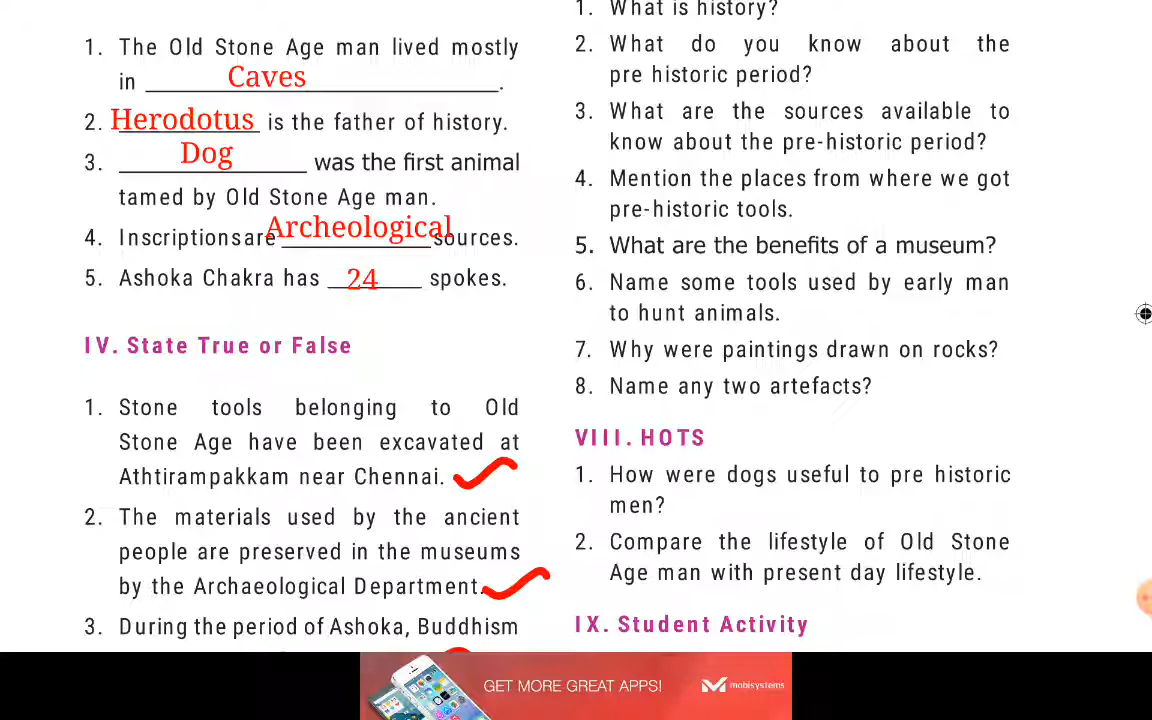 1. The Old Stone Age man lived mostly
in Caves.
2. Herodotus is the father of history.
3. Dog was the first animal
tamed by Old Stone Age man.
4. Inscriptions are Archeological sources.
5. Ashoka Chakra has 24 spokes.
IV. State True or False
1. Stone tools belonging to Old
Stone Age have been excavated at
Athtirampakkam near Chennai.
2. The materials used by the ancient
people are preserved in the museums
by the Archaeological Department.
3. During the period of Ashoka, Buddhism
1. What is history?
2. What do you know about the
pre historic period?
3. What are the sources available to
know about the pre-historic period?
4. Mention the places from where we got
pre-historic tools.
5. What are the benefits of a museum?
6. Name some tools used by early man
to hunt animals.
7. Why were paintings drawn on rocks?
8. Name any two artefacts?
VIII. HOTS
1. How were dogs useful to pre historic
men?
2. Compare the lifestyle of Old Stone
Age man with present day lifestyle.
IX. Student Activity
GET MORE GREAT APPS!
mobisystems